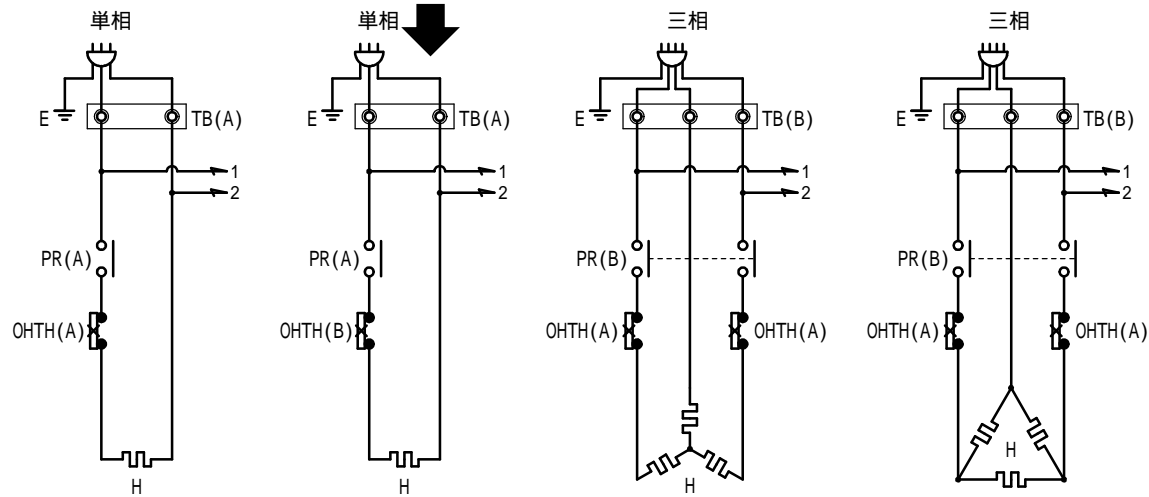 単相
E
TB(A)
1
2
PR(A)
OHTH(A)
H
単相
E
TB(A)
1
2
PR(A)
OHTH(B)
H
三相
E
TB(B)
1
2
PR(B)
OHTH(A)
OHTH(A)
H
三相
E
TB(B)
1
2
PR(B)
OHTH(A)
OHTH(A)
H